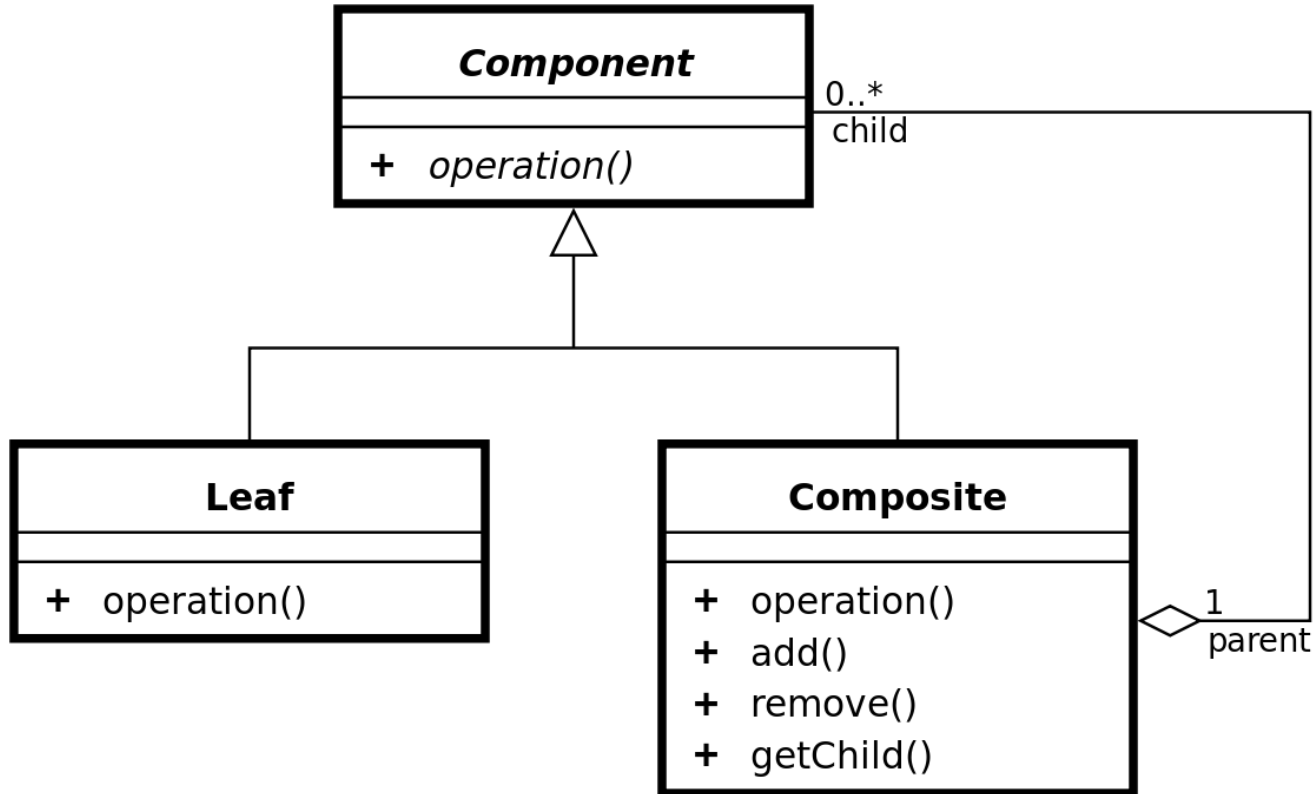 Component
0..*
child
+ operation()
Leaf
+ operation()
Composite
+ operation()
+ add()
+ remove()
+ getChild()
1
parent